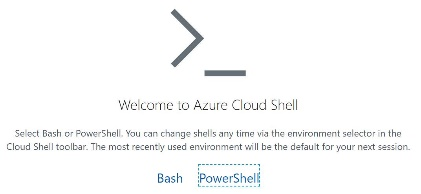 Welcome to Azure Cloud Shell
Select Bash or PowerShell. You can change shells any time via the environment selector in the
Cloud Shell toolbar. The most recently used environment will be the default for your next session.
Bash PowerShell